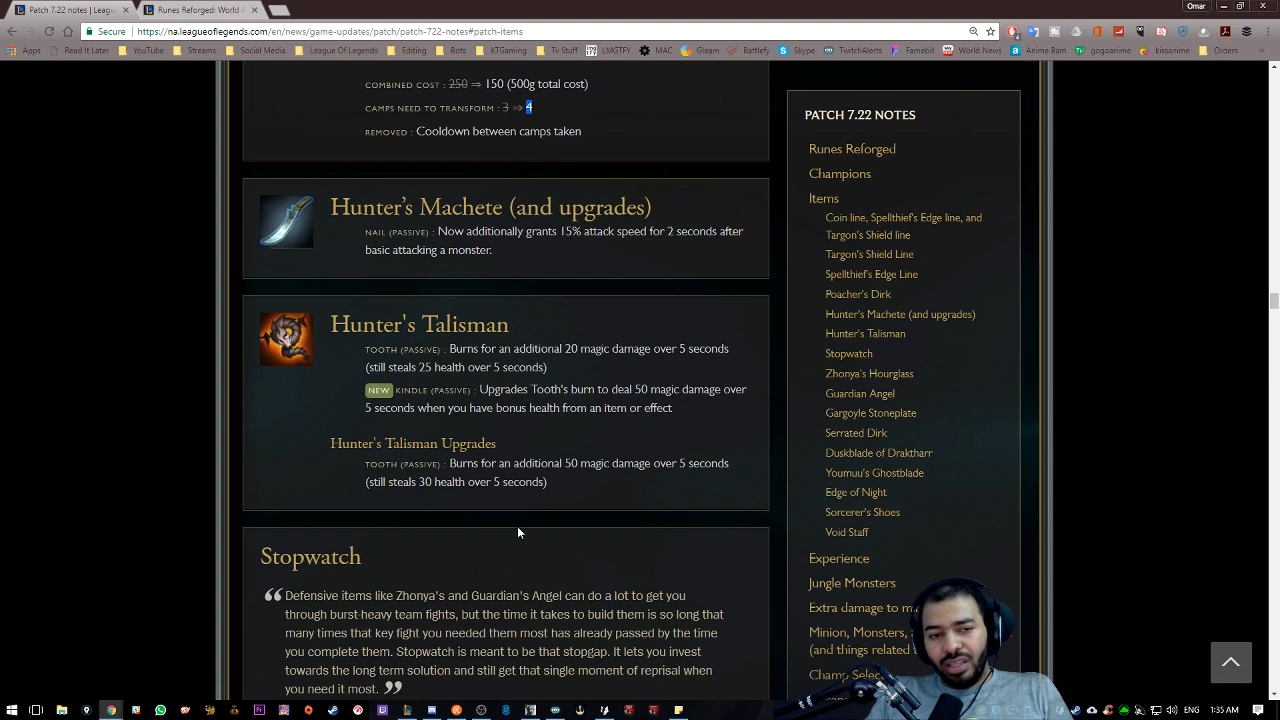 Patch 7.22 notes | Leag
Runes Reforged: World A
Omar
Secure
https://na.leagueoflegends.com/en/news/game-updates/patch/patch-722-notes#patch-items
Apps
Read It Later
YouTube
Streams
Social Media
League Of Legends
Editing
Bots
KTGaming
Tv Stuff
LMGTFY
MAC
Gleam
Battlefy
Skype
TwitchAlerts
Famebit
World News
Anime Bam
gogoanime
kissanime
Orders
COMBINED COST : 250 ⇒ 150 (500g total cost)
CAMPS NEED TO TRANSFORM : 3 ⇒ 4
REMOVED : Cooldown between camps taken
Hunter's Machete (and upgrades)
NAIL (PASSIVE) : Now additionally grants 15% attack speed for 2 seconds after
basic attacking a monster.
Hunter's Talisman
TOOTH (PASSIVE) : Burns for an additional 20 magic damage over 5 seconds
(still steals 25 health over 5 seconds)
NEW KINDLE (PASSIVE) : Upgrades Tooth's burn to deal 50 magic damage over
5 seconds when you have bonus health from an item or effect
Hunter's Talisman Upgrades
TOOTH (PASSIVE) : Burns for an additional 50 magic damage over 5 seconds
(still steals 30 health over 5 seconds)
Stopwatch
Defensive items like Zhonya's and Guardian's Angel can do a lot to get you
through burst-heavy team fights, but the time it takes to build them is so long that
many times that key fight you needed them most has already passed by the time
you complete them. Stopwatch is meant to be that stopgap. It lets you invest
towards the long term solution and still get that single moment of reprisal when
you need it most.
PATCH 7.22 NOTES
Runes Reforged
Champions
Items
Coin line, Spellthief's Edge line, and
Targon's Shield line
Targon's Shield Line
Spellthief's Edge Line
Poacher's Dirk
Hunter's Machete (and upgrades)
Hunter's Talisman
Stopwatch
Zhonya's Hourglass
Guardian Angel
Gargoyle Stoneplate
Serrated Dirk
Duskblade of Draktharr
Youmuu's Ghostblade
Edge of Night
Sorcerer's Shoes
Void Staff
Experience
Jungle Monsters
Extra damage to m
Minion, Monsters,
(and things related
Champ Selec
1:35 AM